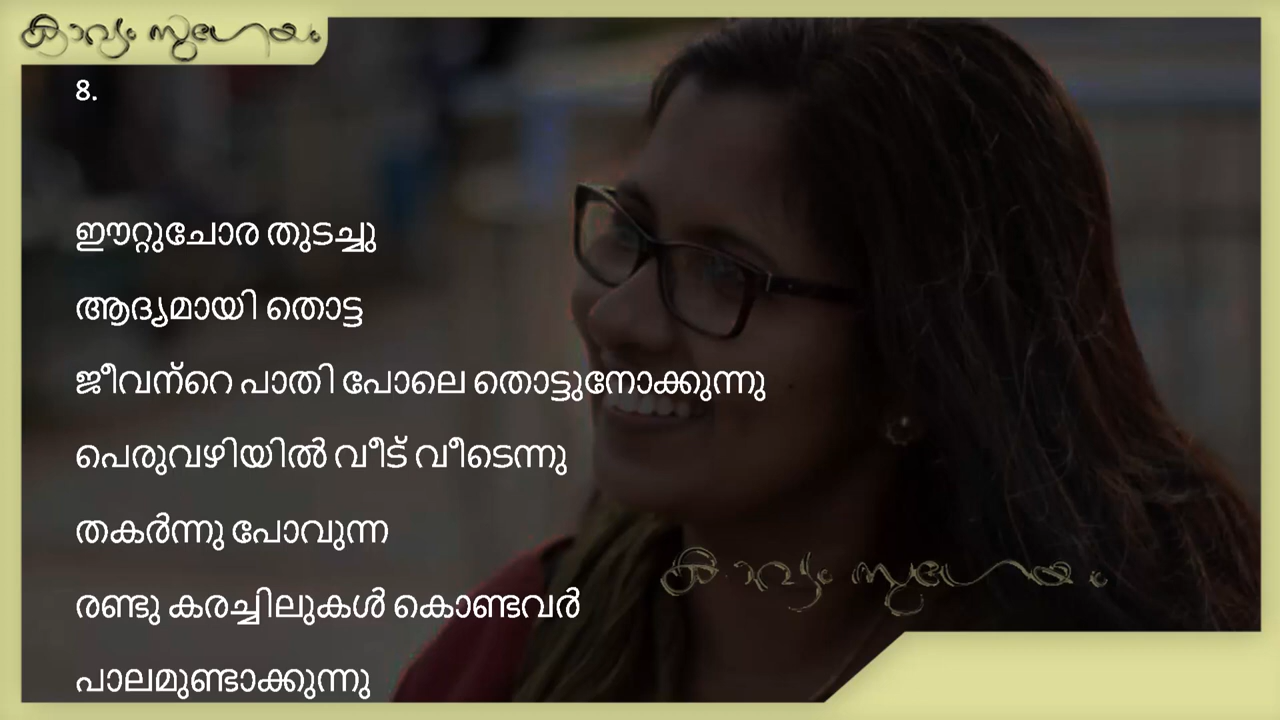 കാവ്യം സുഗേയം
8.
ഈറ്റുചോര തുടച്ചു
ആദ്യമായി തൊട്ട
ജീവന്റെ പാതി പോലെ തൊട്ടുനോക്കുന്നു
പെരുവഴിയിൽ വീട് വീടെന്നു
തകർന്നു പോവുന്ന
രണ്ടു കരച്ചിലുകൾ കൊണ്ടവർ
പാലമുണ്ടാക്കുന്നു
കാവ്യം സുഗേയം